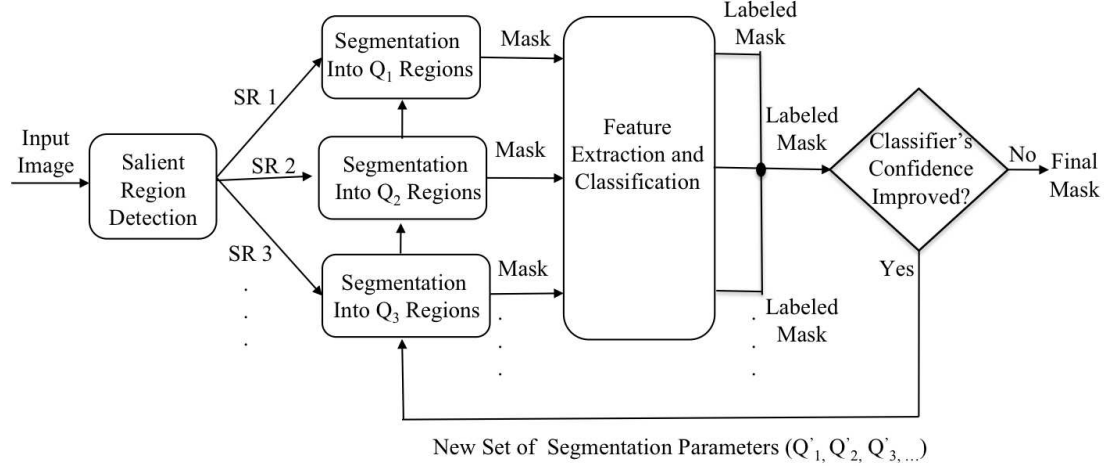 Input
Image
Salient
Region
Detection
SR 1
SR 2
SR 3
Segmentation
Into Q₁ Regions
Segmentation
Into Q₂ Regions
Segmentation
Into Q₃ Regions
Mask
Mask
Mask
Feature
Extraction and
Classification
Labeled
Mask
Labeled
Mask
Labeled
Mask
Classifier’s
Confidence
Improved?
No
Final
Mask
Yes
New Set of Segmentation Parameters (Q’₁, Q’₂, Q’₃, ...)